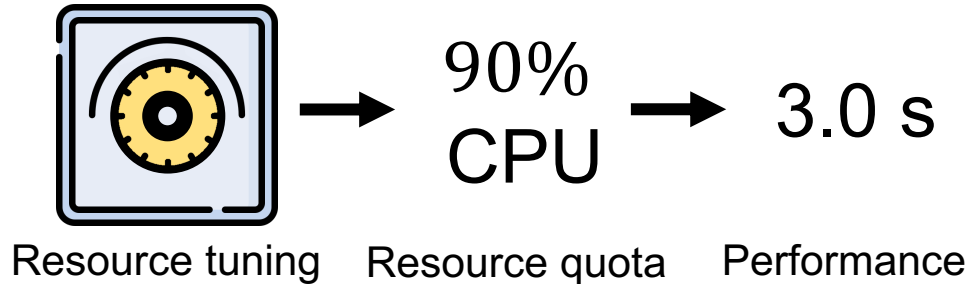 90%
CPU
3.0 s
Resource tuning
Resource quota
Performance